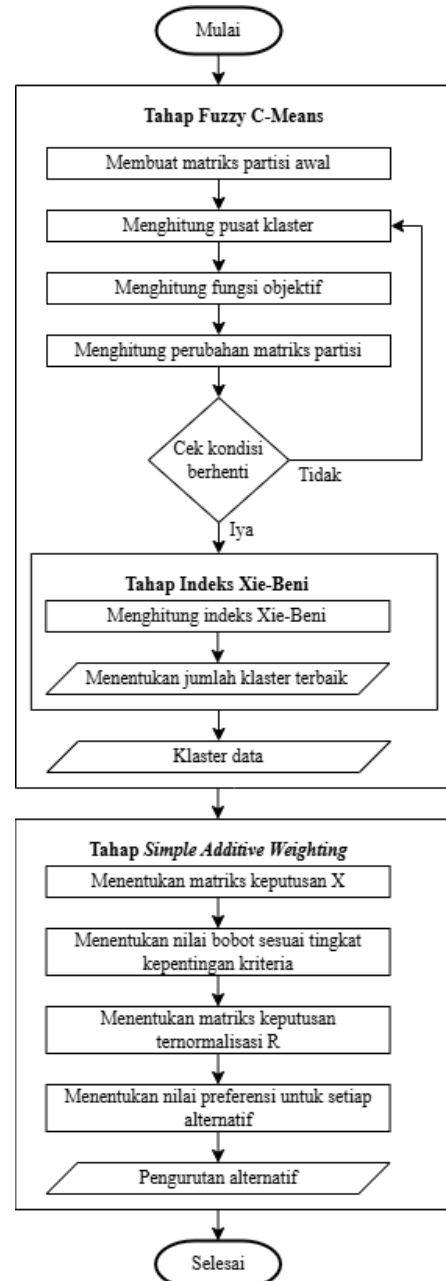 Mulai
Tahap Fuzzy C-Means
Membuat matriks partisi awal
Menghitung pusat klaster
Menghitung fungsi objektif
Menghitung perubahan matriks partisi
Cek kondisi
berhenti
Tidak
Iya
Tahap Indeks Xie-Beni
Menghitung indeks Xie-Beni
Menentukan jumlah klaster terbaik
Klaster data
Tahap Simple Additive Weighting
Menentukan matriks keputusan X
Menentukan nilai bobot sesuai tingkat
kepentingan kriteria
Menentukan matriks keputusan
ternormalisasi R
Menentukan nilai preferensi untuk setiap
alternatif
Pengurutan alternatif
Selesai